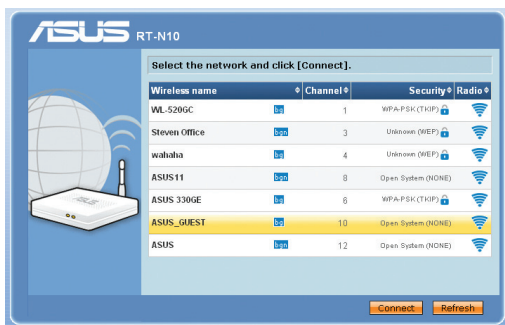 ASUS RT-N10
Select the network and click [Connect].
Wireless name Channel Security Radio
WL-520GC bg 1 WPA-PSK (TKIP)
Steven Office bgn 3 Unknown (WEP)
wahaha bg 4 Unknown (WEP)
ASUS11 bgn 8 Open System (NONE)
ASUS 330GE bg 6 WPA-PSK (TKIP)
ASUS_GUEST bg 10 Open System (NONE)
ASUS bgn 12 Open System (NONE)
ASUS
Connect Refresh